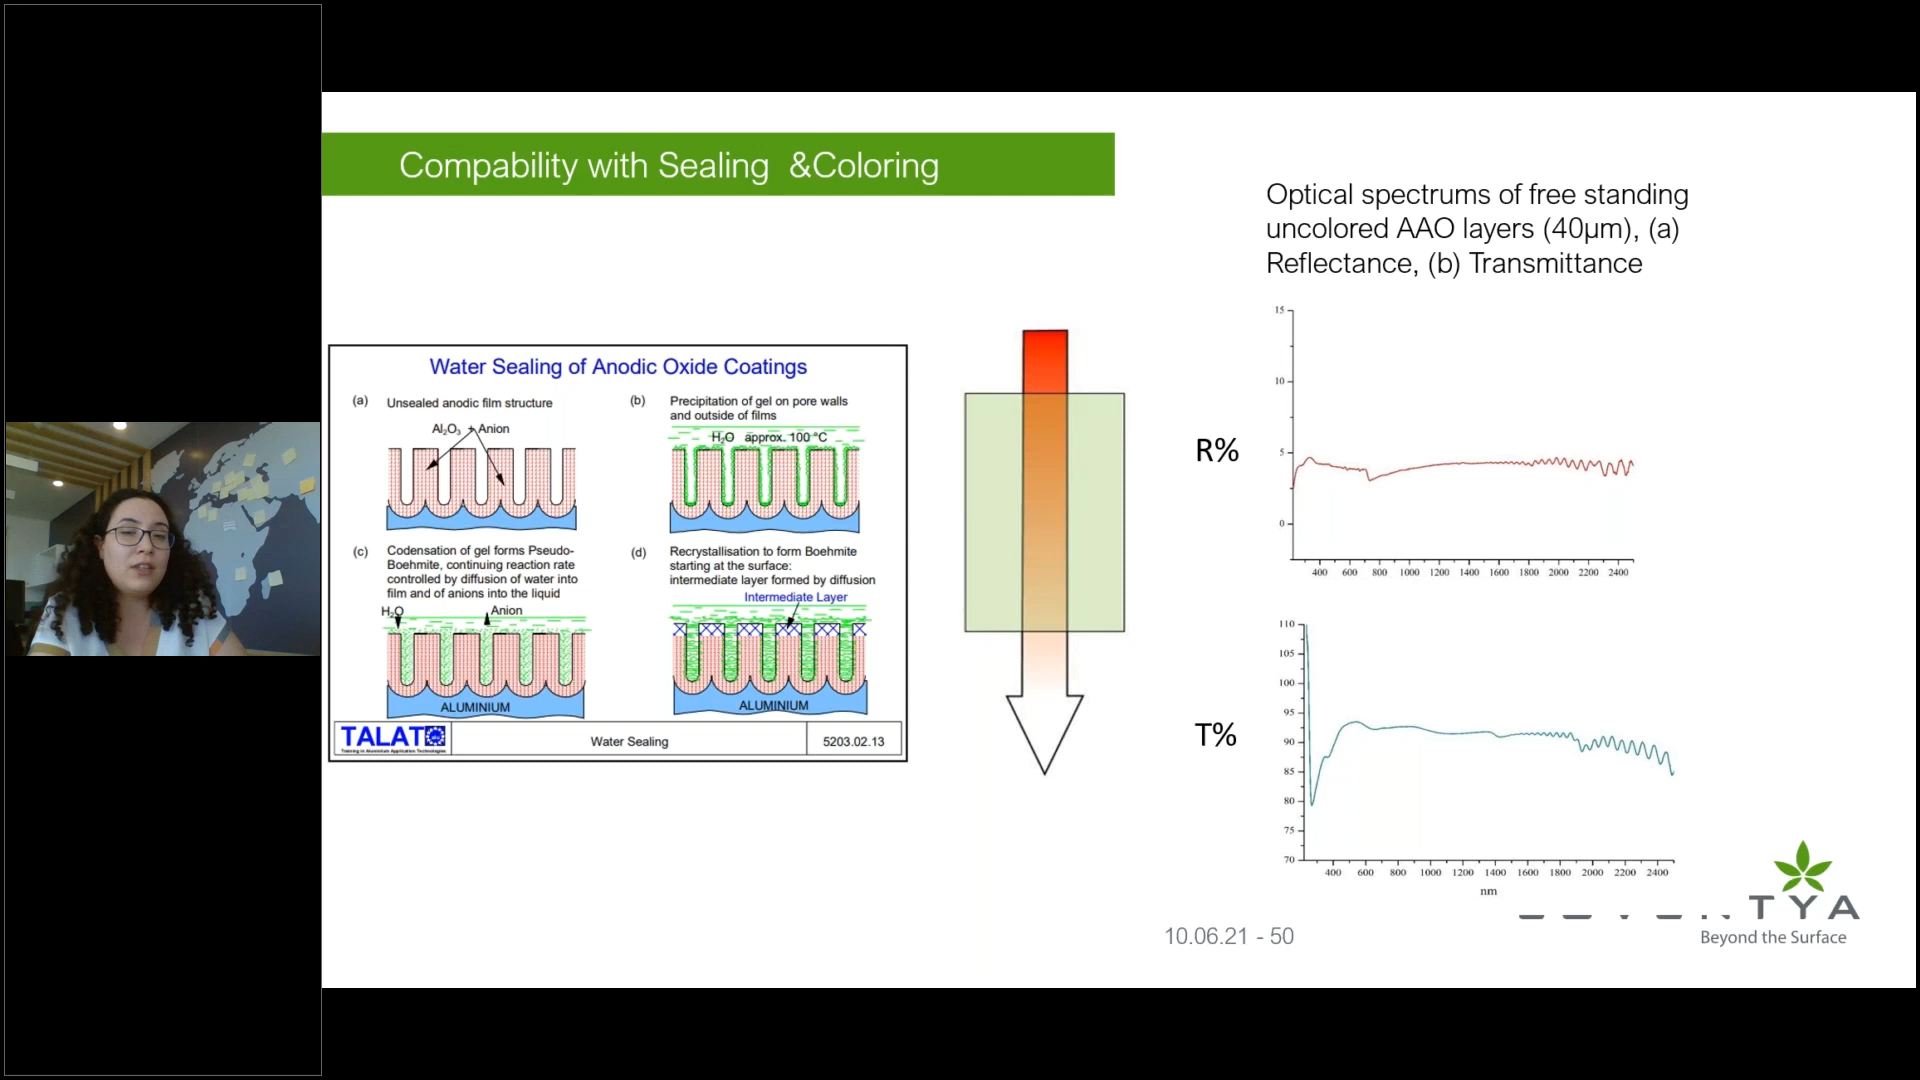 Compability with Sealing &Coloring
Optical spectrums of free standing
uncolored AAO layers (40µm), (a)
Reflectance, (b) Transmittance
Water Sealing of Anodic Oxide Coatings
(a) Unsealed anodic film structure
Al₂O₃ + Anion
(b) Precipitation of gel on pore walls
and outside of films
H₂O approx. 100 °C
(c) Codensation of gel forms Pseudo-
Boehmite, continuing reaction rate
controlled by diffusion of water into
film and of anions into the liquid
H₂O Anion
ALUMINIUM
(d) Recrystallisation to form Boehmite
starting at the surface:
intermediate layer formed by diffusion
Intermediate Layer
ALUMINIUM
TALAT
Training in Aluminium Application Technologies
Water Sealing
5203.02.13
R%
15
10
5
0
400 600 800 1000 1200 1400 1600 1800 2000 2200 2400
T%
110
105
100
95
90
85
80
75
70
400 600 800 1000 1200 1400 1600 1800 2000 2200 2400
nm
10.06.21 - 50
TYA
Beyond the Surface